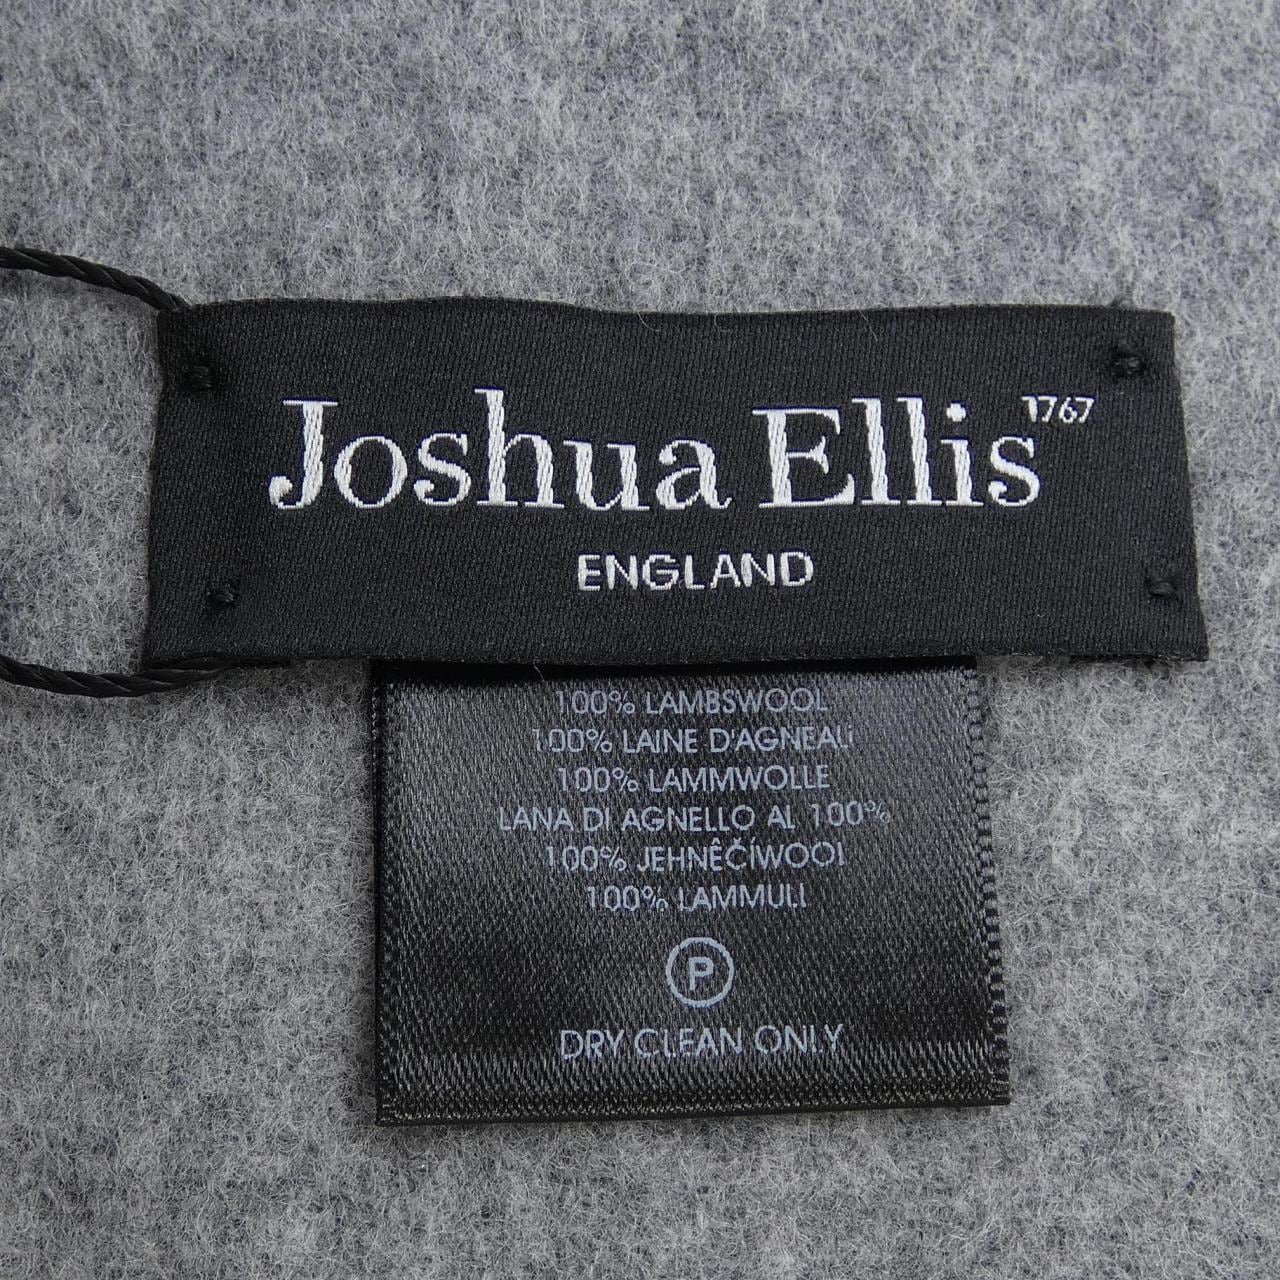 Joshua Ellis 1767
ENGLAND
100% LAMBSWOOL
100% LAINE D'AGNEAU
100% LAMMWOLLE
LANA DI AGNELLO AL 100%
100% JEHNÊČÍWOOL
100% LAMMULL
P
DRY CLEAN ONLY